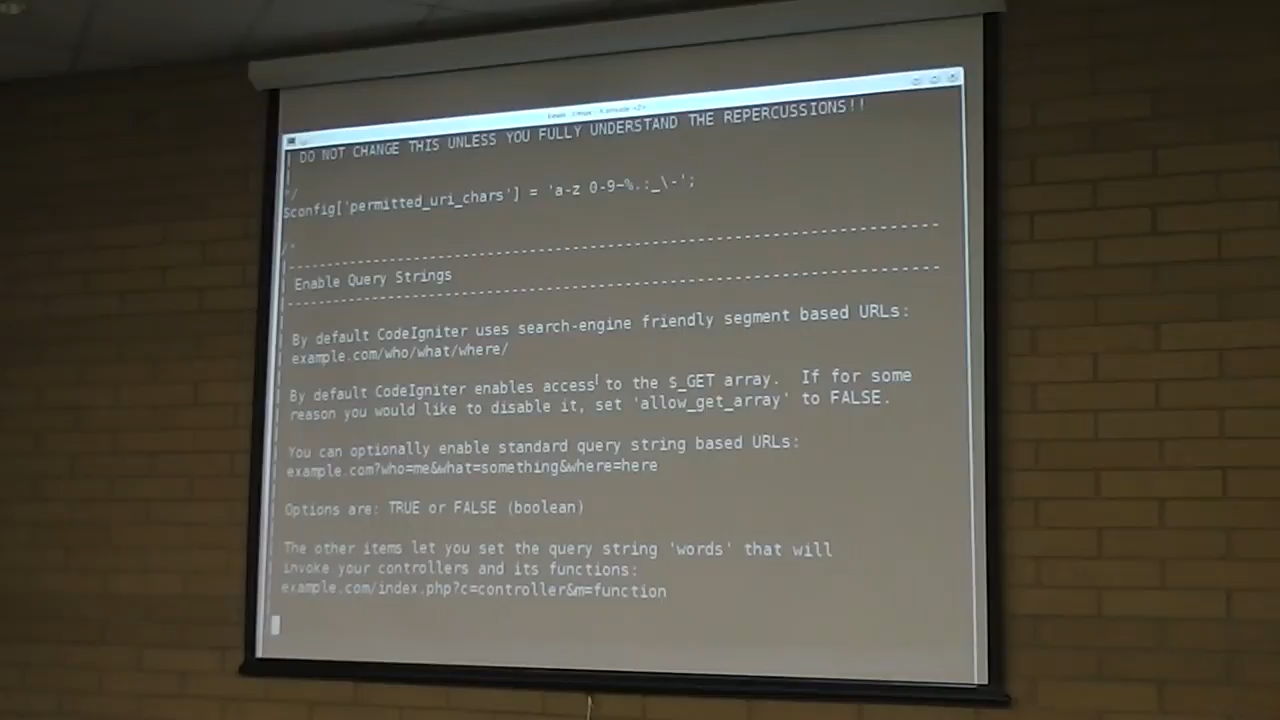 | DO NOT CHANGE THIS UNLESS YOU FULLY UNDERSTAND THE REPERCUSSIONS!!
|
*/
$config['permitted_uri_chars'] = 'a-z 0-9~%.:_\-';
/*
|--------------------------------------------------------------------------
| Enable Query Strings
|--------------------------------------------------------------------------
|
| By default CodeIgniter uses search-engine friendly segment based URLs:
| example.com/who/what/where/
|
| By default CodeIgniter enables access to the $_GET array.  If for some
| reason you would like to disable it, set 'allow_get_array' to FALSE.
|
| You can optionally enable standard query string based URLs:
| example.com?who=me&what=something&where=here
|
| Options are: TRUE or FALSE (boolean)
|
| The other items let you set the query string 'words' that will
| invoke your controllers and its functions:
| example.com/index.php?c=controller&m=function
|